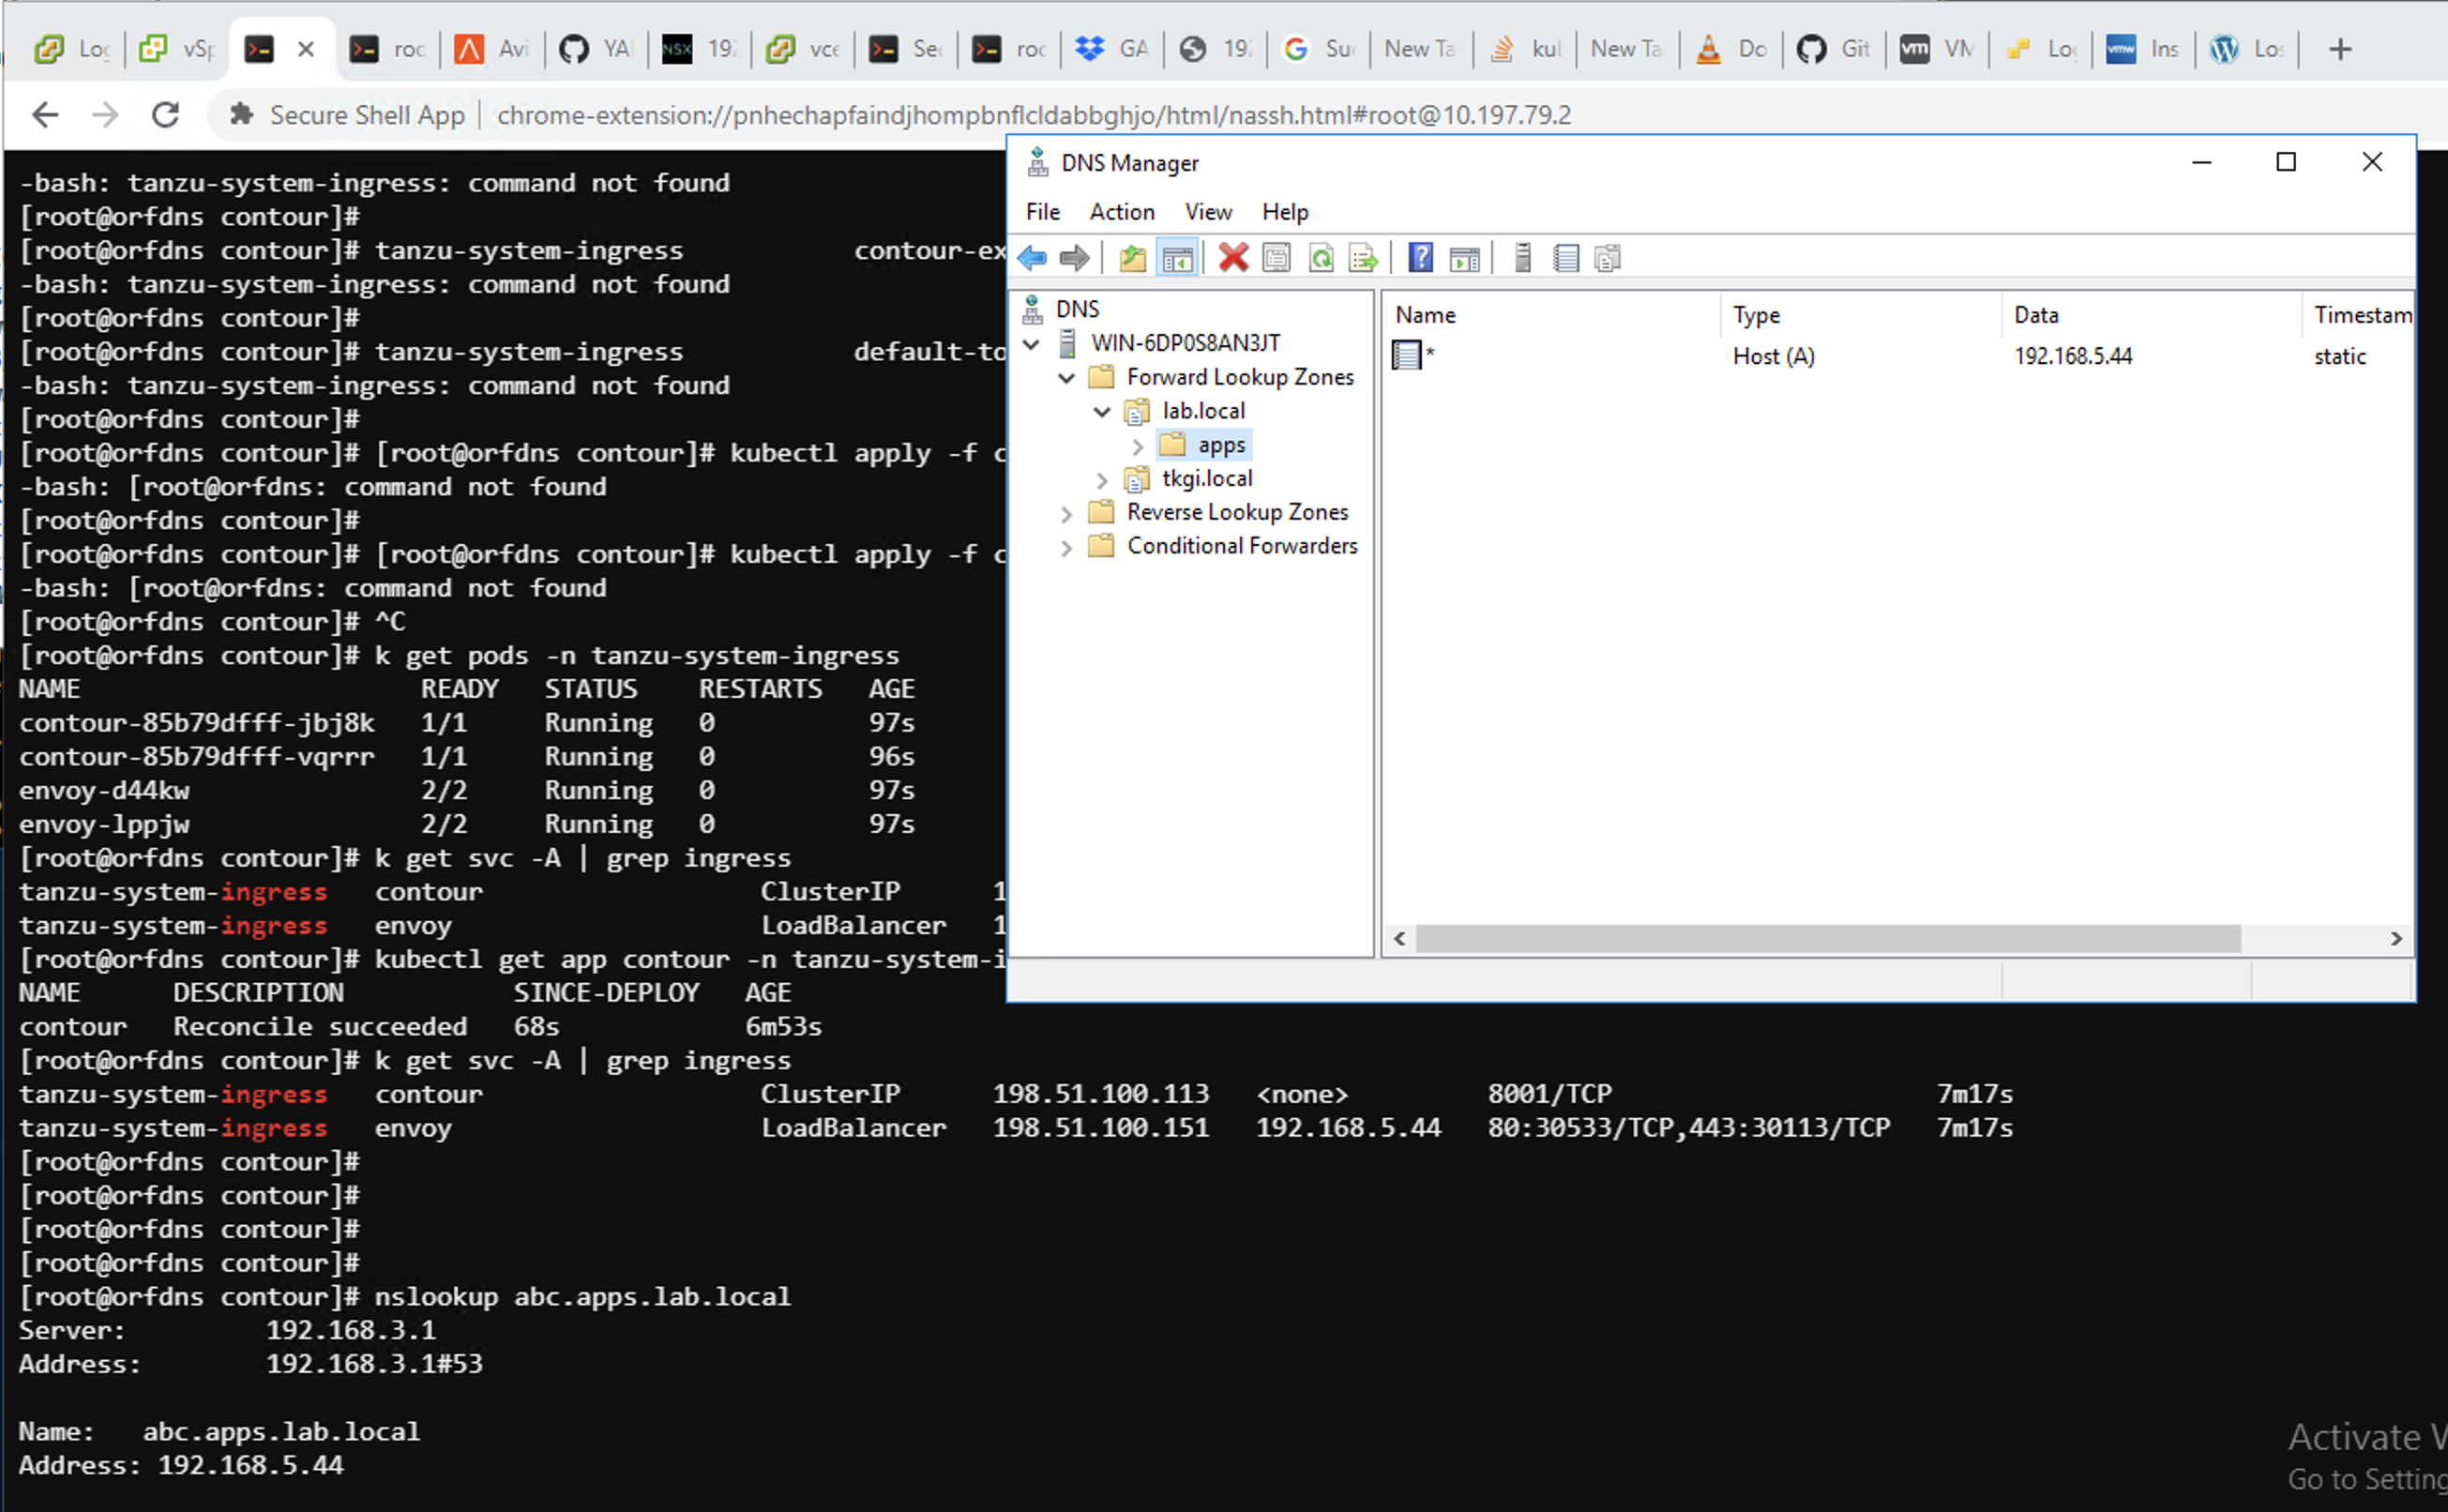 Log vSp roc Avi YAI NSX 192 vce Sec roc GA 192 Su New Ta kul New Ta Do Git vm VM Log vmw Ins Los
Secure Shell App | chrome-extension://pnhechapfaindjhompbnflcldabbghjo/html/nassh.html#root@10.197.79.2
-bash: tanzu-system-ingress: command not found
[root@orfdns contour]#
[root@orfdns contour]# tanzu-system-ingress contour-ex
-bash: tanzu-system-ingress: command not found
[root@orfdns contour]#
[root@orfdns contour]# tanzu-system-ingress default-to
-bash: tanzu-system-ingress: command not found
[root@orfdns contour]#
[root@orfdns contour]# [root@orfdns contour]# kubectl apply -f c
-bash: [root@orfdns: command not found
[root@orfdns contour]#
[root@orfdns contour]# [root@orfdns contour]# kubectl apply -f c
-bash: [root@orfdns: command not found
[root@orfdns contour]# ^C
[root@orfdns contour]# k get pods -n tanzu-system-ingress
NAME READY STATUS RESTARTS AGE
contour-85b79dfff-jbj8k 1/1 Running 0 97s
contour-85b79dfff-vqrrr 1/1 Running 0 96s
envoy-d44kw 2/2 Running 0 97s
envoy-lppjw 2/2 Running 0 97s
[root@orfdns contour]# k get svc -A | grep ingress
tanzu-system-ingress contour ClusterIP 1
tanzu-system-ingress envoy LoadBalancer 1
[root@orfdns contour]# kubectl get app contour -n tanzu-system-i
NAME DESCRIPTION SINCE-DEPLOY AGE
contour Reconcile succeeded 68s 6m53s
[root@orfdns contour]# k get svc -A | grep ingress
tanzu-system-ingress contour ClusterIP 198.51.100.113 <none> 8001/TCP 7m17s
tanzu-system-ingress envoy LoadBalancer 198.51.100.151 192.168.5.44 80:30533/TCP,443:30113/TCP 7m17s
[root@orfdns contour]#
[root@orfdns contour]#
[root@orfdns contour]#
[root@orfdns contour]#
[root@orfdns contour]# nslookup abc.apps.lab.local
Server: 192.168.3.1
Address: 192.168.3.1#53
Name: abc.apps.lab.local
Address: 192.168.5.44
DNS Manager
File Action View Help
DNS
WIN-6DP0S8AN3JT
Forward Lookup Zones
lab.local
apps
tkgi.local
Reverse Lookup Zones
Conditional Forwarders
Name Type Data Timestam
* Host (A) 192.168.5.44 static
Activate W
Go to Setting